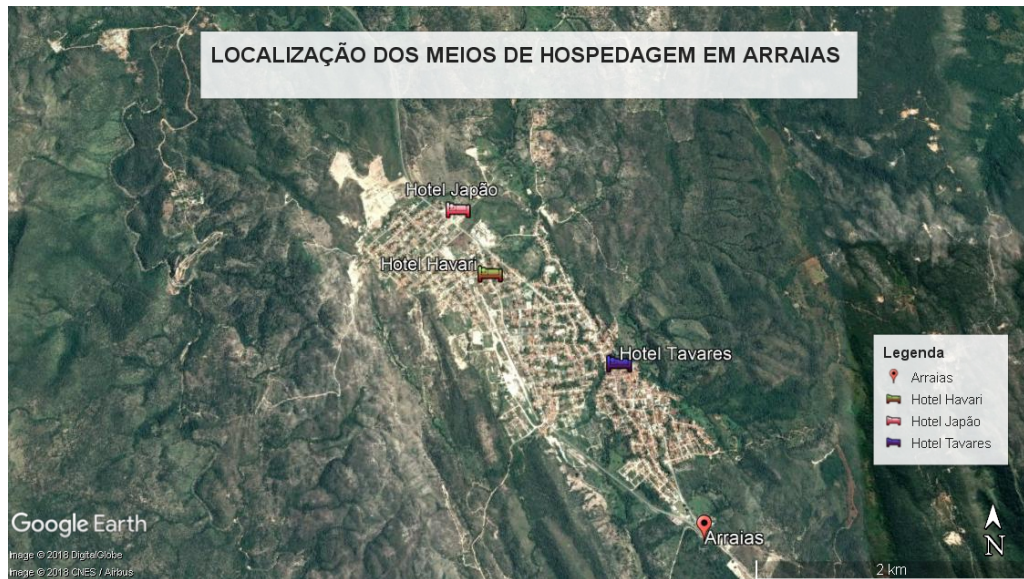 LOCALIZAÇÃO DOS MEIOS DE HOSPEDAGEM EM ARRAIAS
Hotel Japão
Hotel Havari
Hotel Tavares
Legenda
Arraias
Hotel Havari
Hotel Japão
Hotel Tavares
Google Earth
Arraias
N
Image © 2018 DigitalGlobe
Image © 2018 CNES / Airbus
2 km